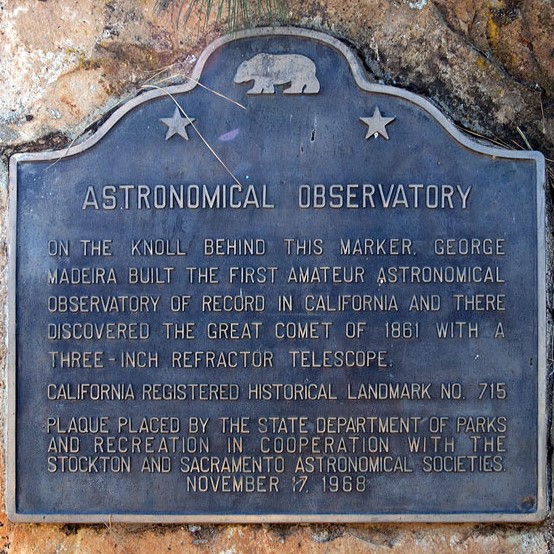 ASTRONOMICAL OBSERVATORY
ON THE KNOLL BEHIND THIS MARKER, GEORGE
MADEIRA BUILT THE FIRST AMATEUR ASTRONOMICAL
OBSERVATORY OF RECORD IN CALIFORNIA AND THERE
DISCOVERED THE GREAT COMET OF 1861 WITH A
THREE-INCH REFRACTOR TELESCOPE.
CALIFORNIA REGISTERED HISTORICAL LANDMARK NO. 715
PLAQUE PLACED BY THE STATE DEPARTMENT OF PARKS
AND RECREATION IN COOPERATION WITH THE
STOCKTON AND SACRAMENTO ASTRONOMICAL SOCIETIES.
NOVEMBER 17, 1968